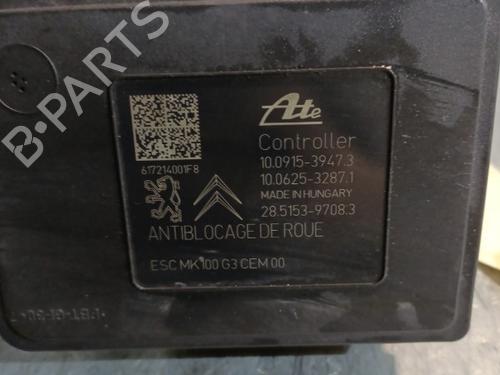 B-PARTS
Ate
Controller
617214001F8
10.0915-3947.3
10.0625-3287.1
MADE IN HUNGARY
28.5153-9708.3
ANTIBLOCAGE DE ROUE
ESC MK100 G3 CEM 00